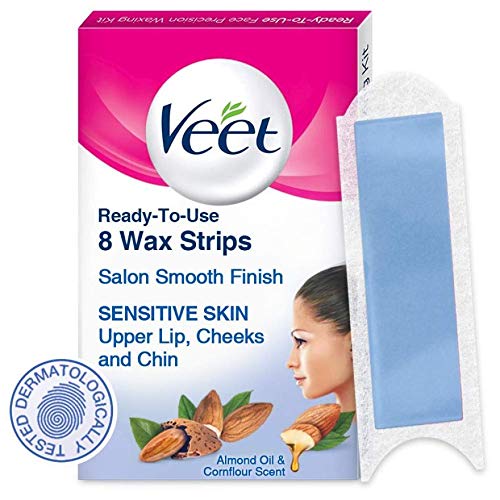 Ready-To-Use Face Precision Waxing Kit
Veet
Ready-To-Use
8 Wax Strips
Salon Smooth Finish
SENSITIVE SKIN
Upper Lip, Cheeks
and Chin
DERMATOLOGICALLY
TESTED
Almond Oil &
Cornflour Scent